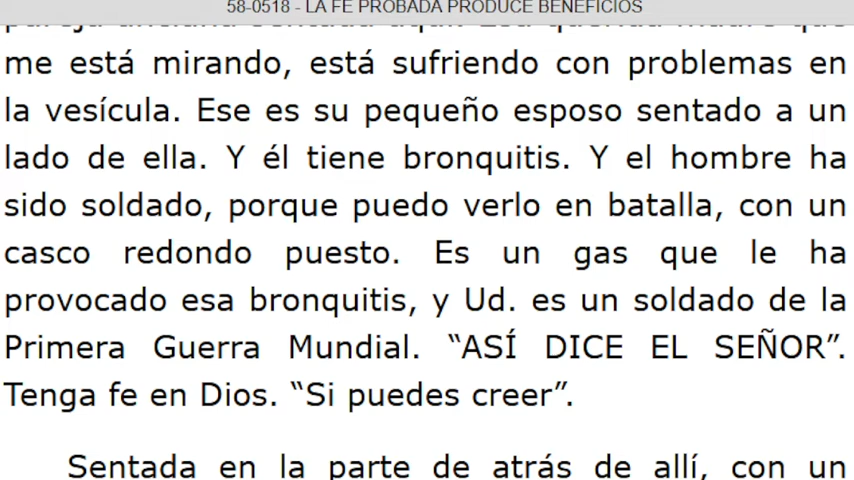 58-0518 - LA FE PROBADA PRODUCE BENEFICIOS
me está mirando, está sufriendo con problemas en
la vesícula. Ese es su pequeño esposo sentado a un
lado de ella. Y él tiene bronquitis. Y el hombre ha
sido soldado, porque puedo verlo en batalla, con un
casco redondo puesto. Es un gas que le ha
provocado esa bronquitis, y Ud. es un soldado de la
Primera Guerra Mundial. “ASÍ DICE EL SEÑOR”.
Tenga fe en Dios. “Si puedes creer”.
Sentada en la parte de atrás de allí, con un